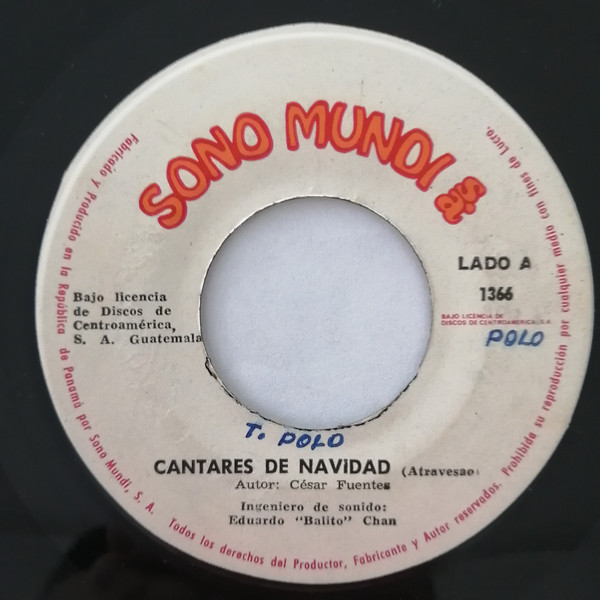 SONO MUNDI s.a.
Fabricado y Producido en la República de Panamá por Sono Mundi, S. A. Todos los derechos del Productor, Fabricante y Autor reservados. Prohibida su reproducción por cualquier medio con fines de Lucro.
LADO A
1366
BAJO LICENCIA DE
DISCOS DE CENTROAMERICA, S.A.
POLO
Bajo licencia
de Discos de
Centroamérica,
S. A. Guatemala
T. POLO
CANTARES DE NAVIDAD (Atravesao)
Autor: César Fuentes
Ingeniero de sonido:
Eduardo "Balito" Chan